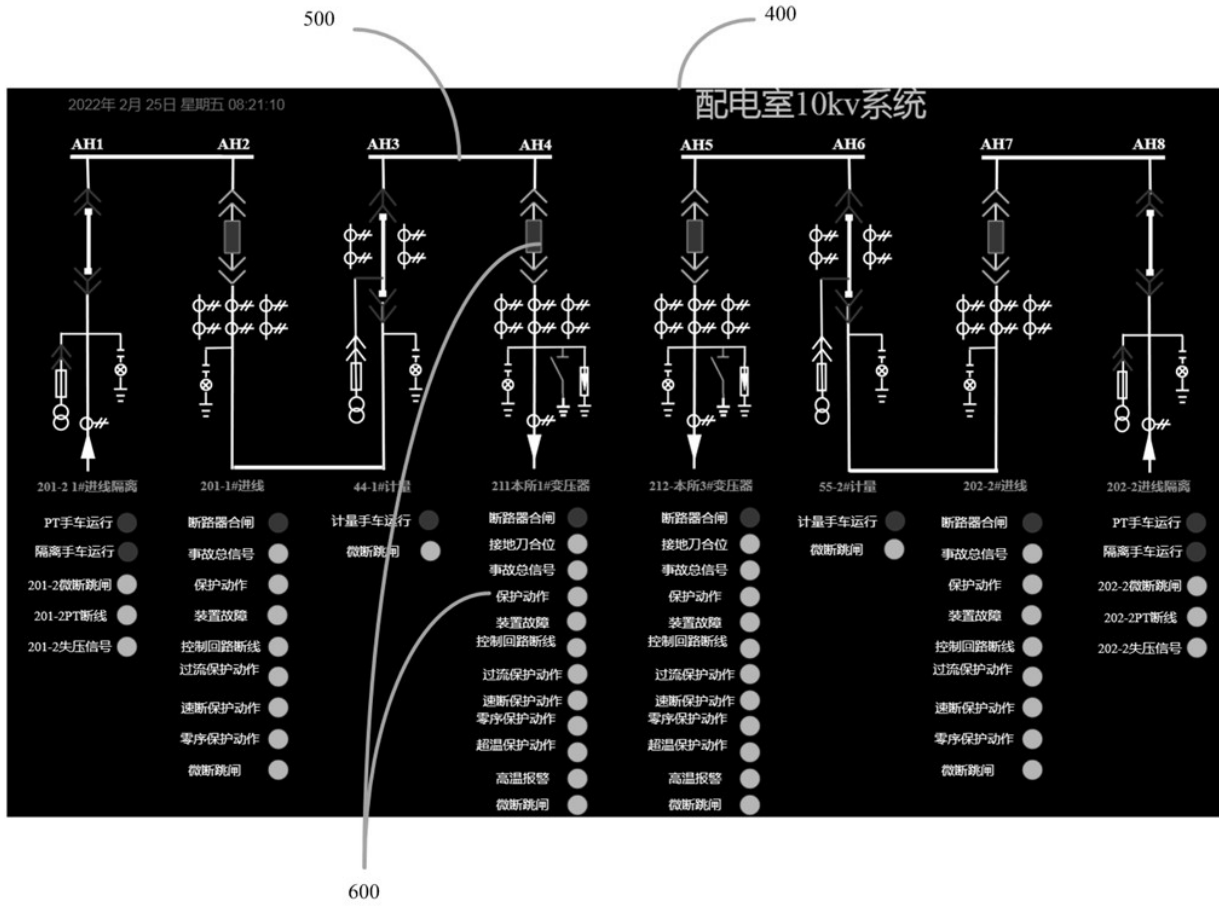 500
400
2022年 2月 25日 星期五 08:21:10
配电室10kv系统
AH1
AH2
AH3
AH4
AH5
AH6
AH7
AH8
201-2 1#进线隔离
PT手车运行
隔离手车运行
201-2微断跳闸
201-2PT断线
201-2失压信号
201-1#进线
断路器合闸
事故总信号
保护动作
装置故障
控制回路断线
过流保护动作
速断保护动作
零序保护动作
微断跳闸
44-1#计量
计量手车运行
微断跳闸
211本所1#变压器
断路器合闸
接地刀合位
事故总信号
保护动作
装置故障
控制回路断线
过流保护动作
速断保护动作
零序保护动作
超温保护动作
高温报警
微断跳闸
212-本所3#变压器
断路器合闸
接地刀合位
事故总信号
保护动作
装置故障
控制回路断线
过流保护动作
速断保护动作
零序保护动作
超温保护动作
高温报警
微断跳闸
55-2#计量
计量手车运行
微断跳闸
202-2#进线
断路器合闸
事故总信号
保护动作
装置故障
控制回路断线
过流保护动作
速断保护动作
零序保护动作
微断跳闸
202-2进线隔离
PT手车运行
隔离手车运行
202-2微断跳闸
202-2PT断线
202-2失压信号
600